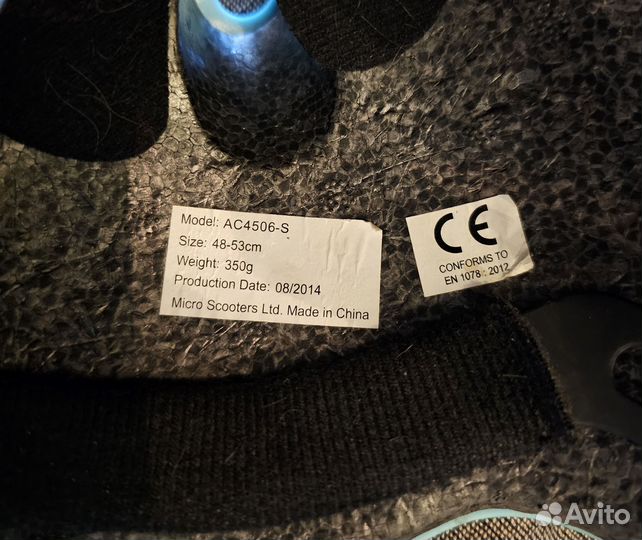 Model: AC4506-S
Size: 48-53cm
Weight: 350g
Production Date: 08/2014
Micro Scooters Ltd. Made in China
CE
CONFORMS TO
EN 1078 : 2012
Avito